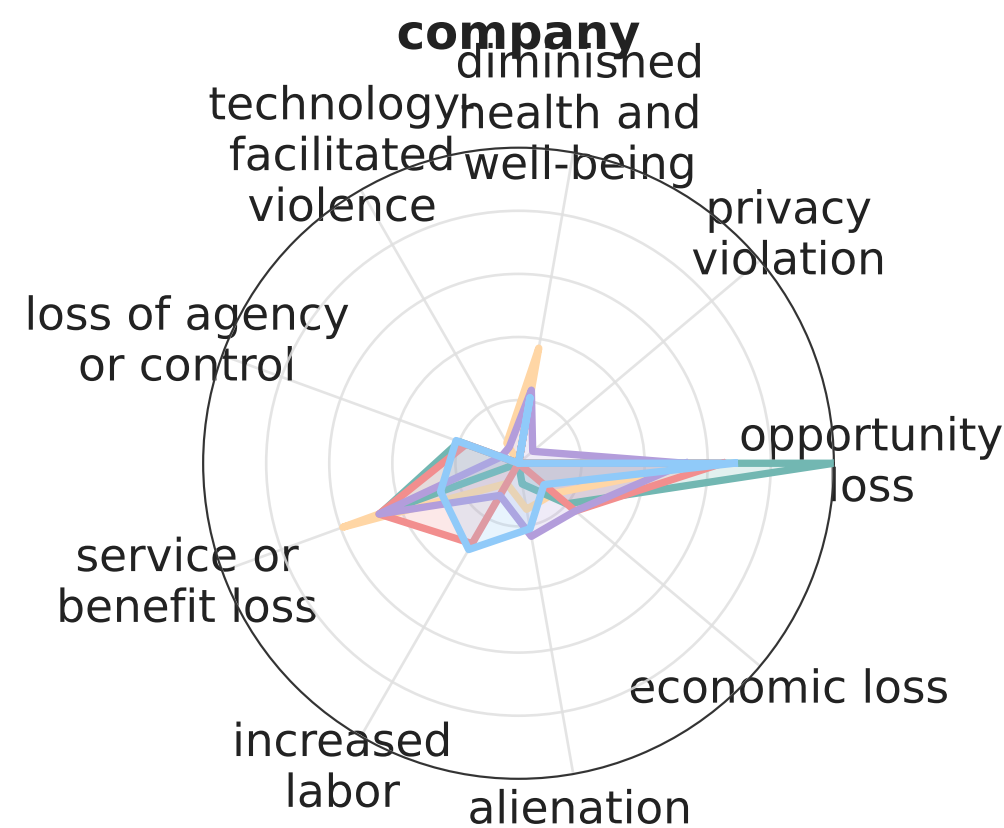 company
diminished
health and
well-being
technology-
facilitated
violence
privacy
violation
loss of agency
or control
opportunity
loss
service or
benefit loss
economic loss
increased
labor
alienation